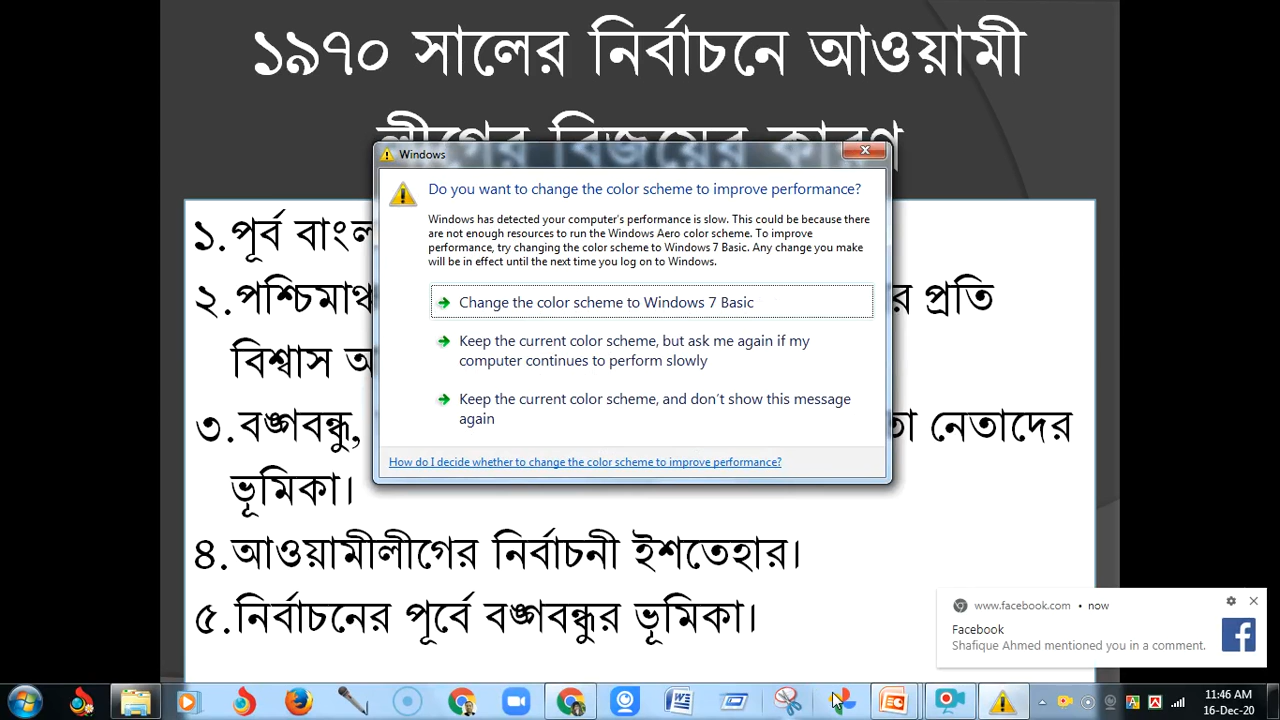 ১৯৭০ সালের নির্বাচনে আওয়ামী
লীগের বিজয়ের কারণ
Windows
Do you want to change the color scheme to improve performance?
Windows has detected your computer's performance is slow. This could be because there
are not enough resources to run the Windows Aero color scheme. To improve
performance, try changing the color scheme to Windows 7 Basic. Any change you make
will be in effect until the next time you log on to Windows.
Change the color scheme to Windows 7 Basic
Keep the current color scheme, but ask me again if my
computer continues to perform slowly
Keep the current color scheme, and don't show this message
again
How do I decide whether to change the color scheme to improve performance?
১.পূর্ব
২. প্রতি
বিশ্বাস
৩.বঙ্গবন্ধু, নেতাদের
ভূমিকা।
৪.আওয়ামীলীগের নির্বাচনী ইশতেহার।
৫.নির্বাচনের পূর্বে বঙ্গবন্ধুর ভূমিকা।
www.facebook.com • now
Facebook
Shafique Ahmed mentioned you in a comment.
11:46 AM
16-Dec-20